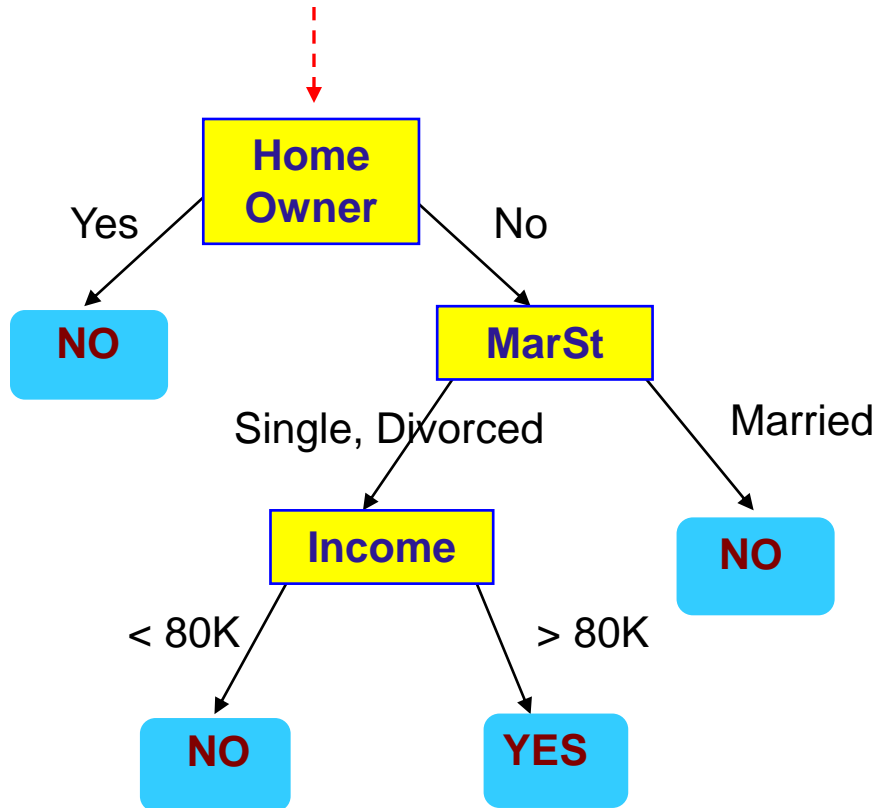 Home
Owner
Yes
No
NO
MarSt
Single, Divorced
Married
Income
NO
< 80K
> 80K
NO
YES